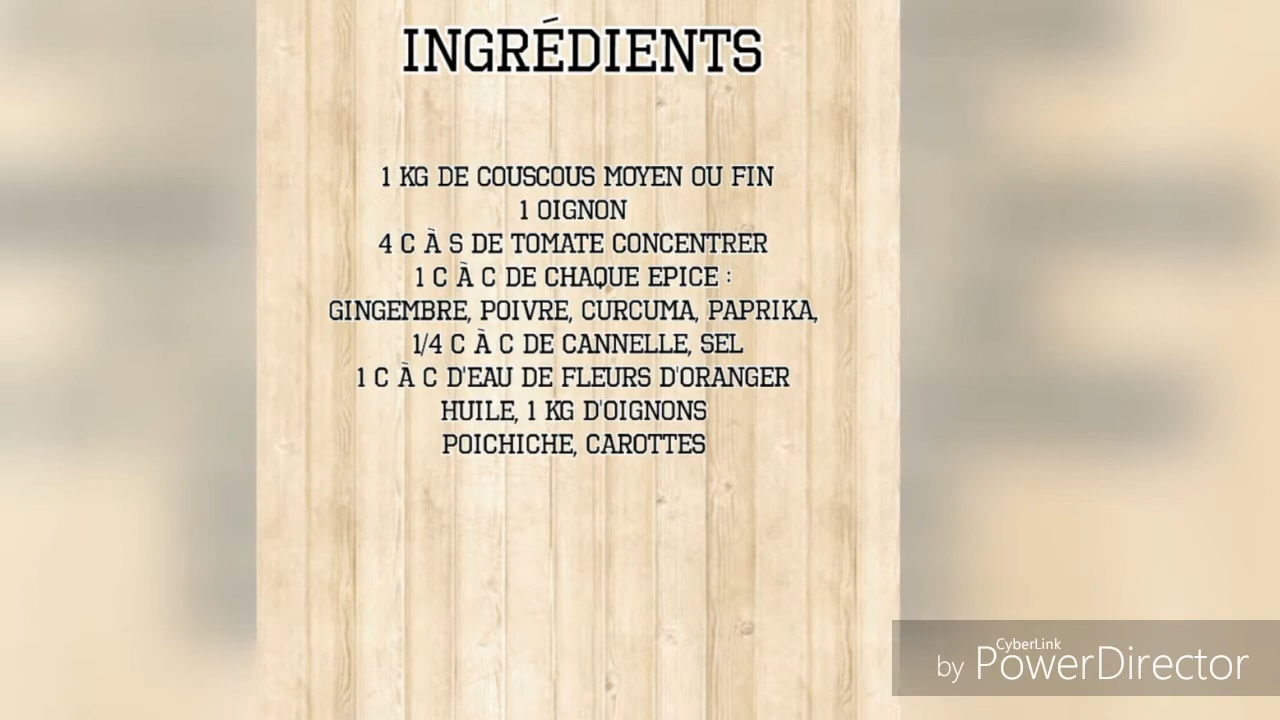 INGRÉDIENTS
1 KG DE COUSCOUS MOYEN OU FIN
1 OIGNON
4 C À S DE TOMATE CONCENTRER
1 C À C DE CHAQUE EPICE :
GINGEMBRE, POIVRE, CURCUMA, PAPRIKA,
1/4 C À C DE CANNELLE, SEL
1 C À C D'EAU DE FLEURS D'ORANGER
HUILE, 1 KG D'OIGNONS
POICHICHE, CAROTTES
CyberLink
by PowerDirector